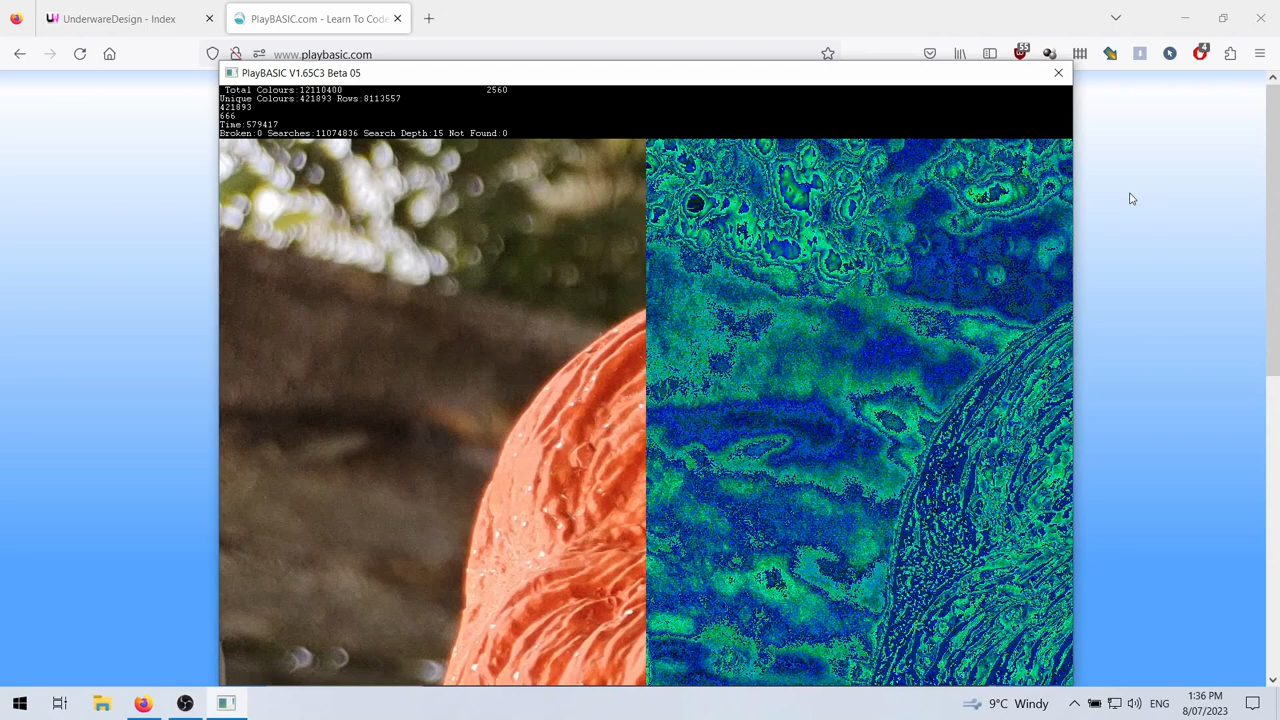 UnderwareDesign - Index
PlayBASIC.com - Learn To Code
www.playbasic.com
55
4
PlayBASIC V1.65C3 Beta 05
Total Colours:12110400 2560
Unique Colours:421893 Rows:8113557
421893
666
Time:579417
Broken:0 Searches:11074836 Search Depth:15 Not Found:0
9°C Windy
ENG
1:36 PM
8/07/2023